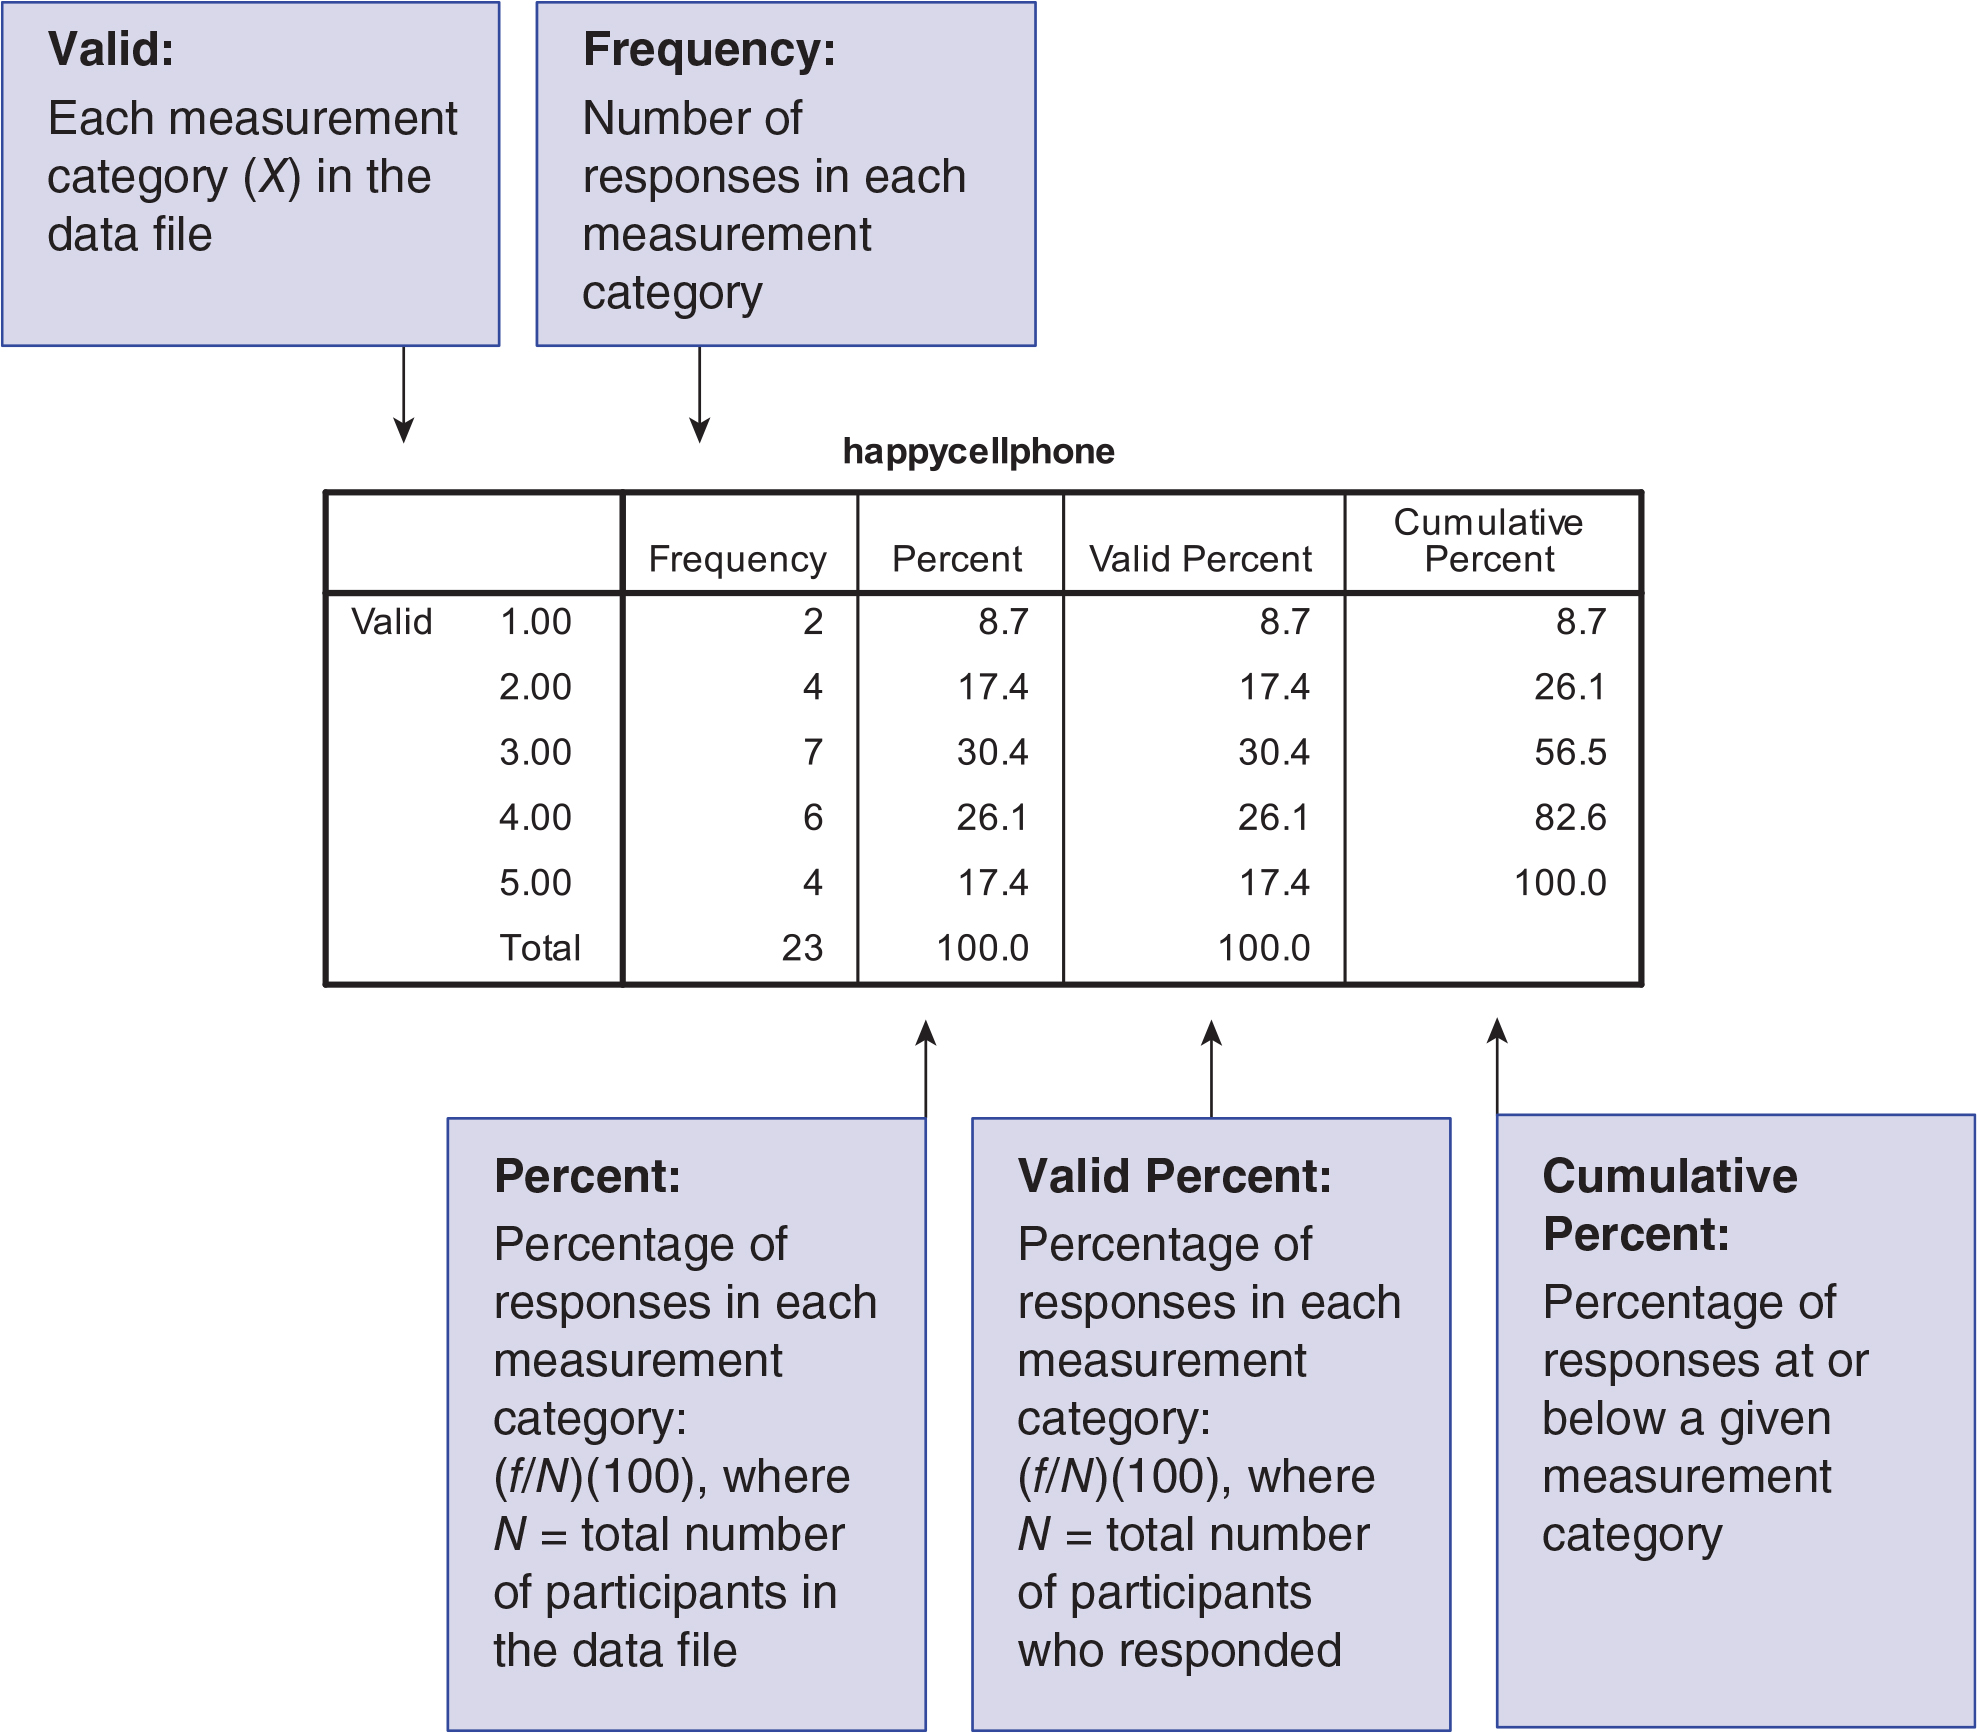 Valid:
Each measurement
category (X) in the
data file
Frequency:
Number of
responses in each
measurement
category
happycellphone
Frequency Percent Valid Percent Cumulative Percent
Valid 1.00 2 8.7 8.7 8.7
2.00 4 17.4 17.4 26.1
3.00 7 30.4 30.4 56.5
4.00 6 26.1 26.1 82.6
5.00 4 17.4 17.4 100.0
Total 23 100.0 100.0
Percent:
Percentage of
responses in each
measurement
category:
(f/N)(100), where
N = total number
of participants in
the data file
Valid Percent:
Percentage of
responses in each
measurement
category:
(f/N)(100), where
N = total number
of participants
who responded
Cumulative
Percent:
Percentage of
responses at or
below a given
measurement
category